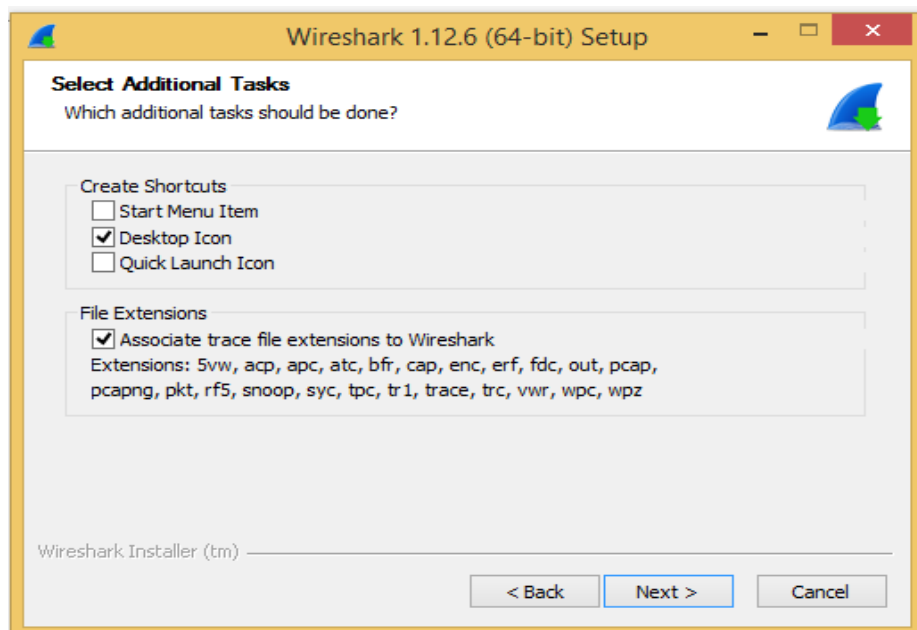 Wireshark 1.12.6 (64-bit) Setup
Select Additional Tasks
Which additional tasks should be done?
Create Shortcuts
Start Menu Item
Desktop Icon
Quick Launch Icon
File Extensions
Associate trace file extensions to Wireshark
Extensions: 5vw, acp, apc, atc, bfr, cap, enc, erf, fdc, out, pcap,
pcapng, pkt, rf5, snoop, syc, tpc, tr1, trace, trc, vwr, wpc, wpz
Wireshark Installer (tm)
< Back Next > Cancel